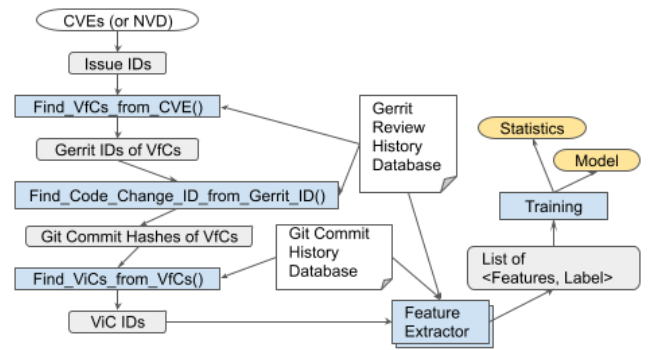 CVEs (or NVD)
Issue IDs
Find_VfCs_from_CVE()
Gerrit IDs of VfCs
Find_Code_Change_ID_from_Gerrit_ID()
Git Commit Hashes of VfCs
Find_ViCs_from_VfCs()
ViC IDs
Gerrit
Review
History
Database
Git Commit
History
Database
Feature
Extractor
Statistics
Model
Training
List of
<Features, Label>